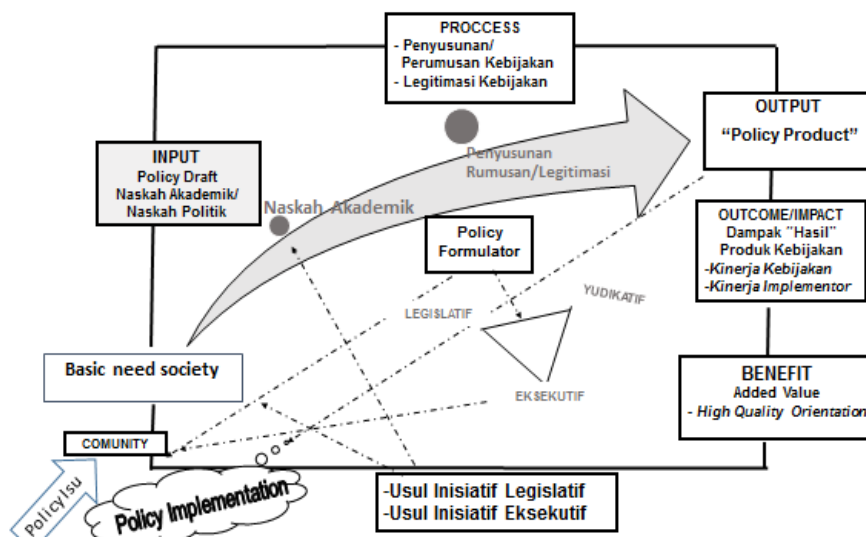 PROCCESS
- Penyusunan/
Perumusan Kebijakan
- Legitimasi Kebijakan
OUTPUT
“Policy Product”
INPUT
Policy Draft
Naskah Akademik/
Naskah Politik
Penyusunan
Rumusan/Legitimasi
Naskah Akademik
Policy
Formulator
OUTCOME/IMPACT
Dampak "Hasil"
Produk Kebijakan
-Kinerja Kebijakan
-Kinerja Implementor
YUDIKATIF
LEGISLATIF
Basic need society
EKSEKUTIF
BENEFIT
Added Value
- High Quality Orientation
COMUNITY
Policy Isu
Policy Implementation
-Usul Inisiatif Legislatif
-Usul Inisiatif Eksekutif